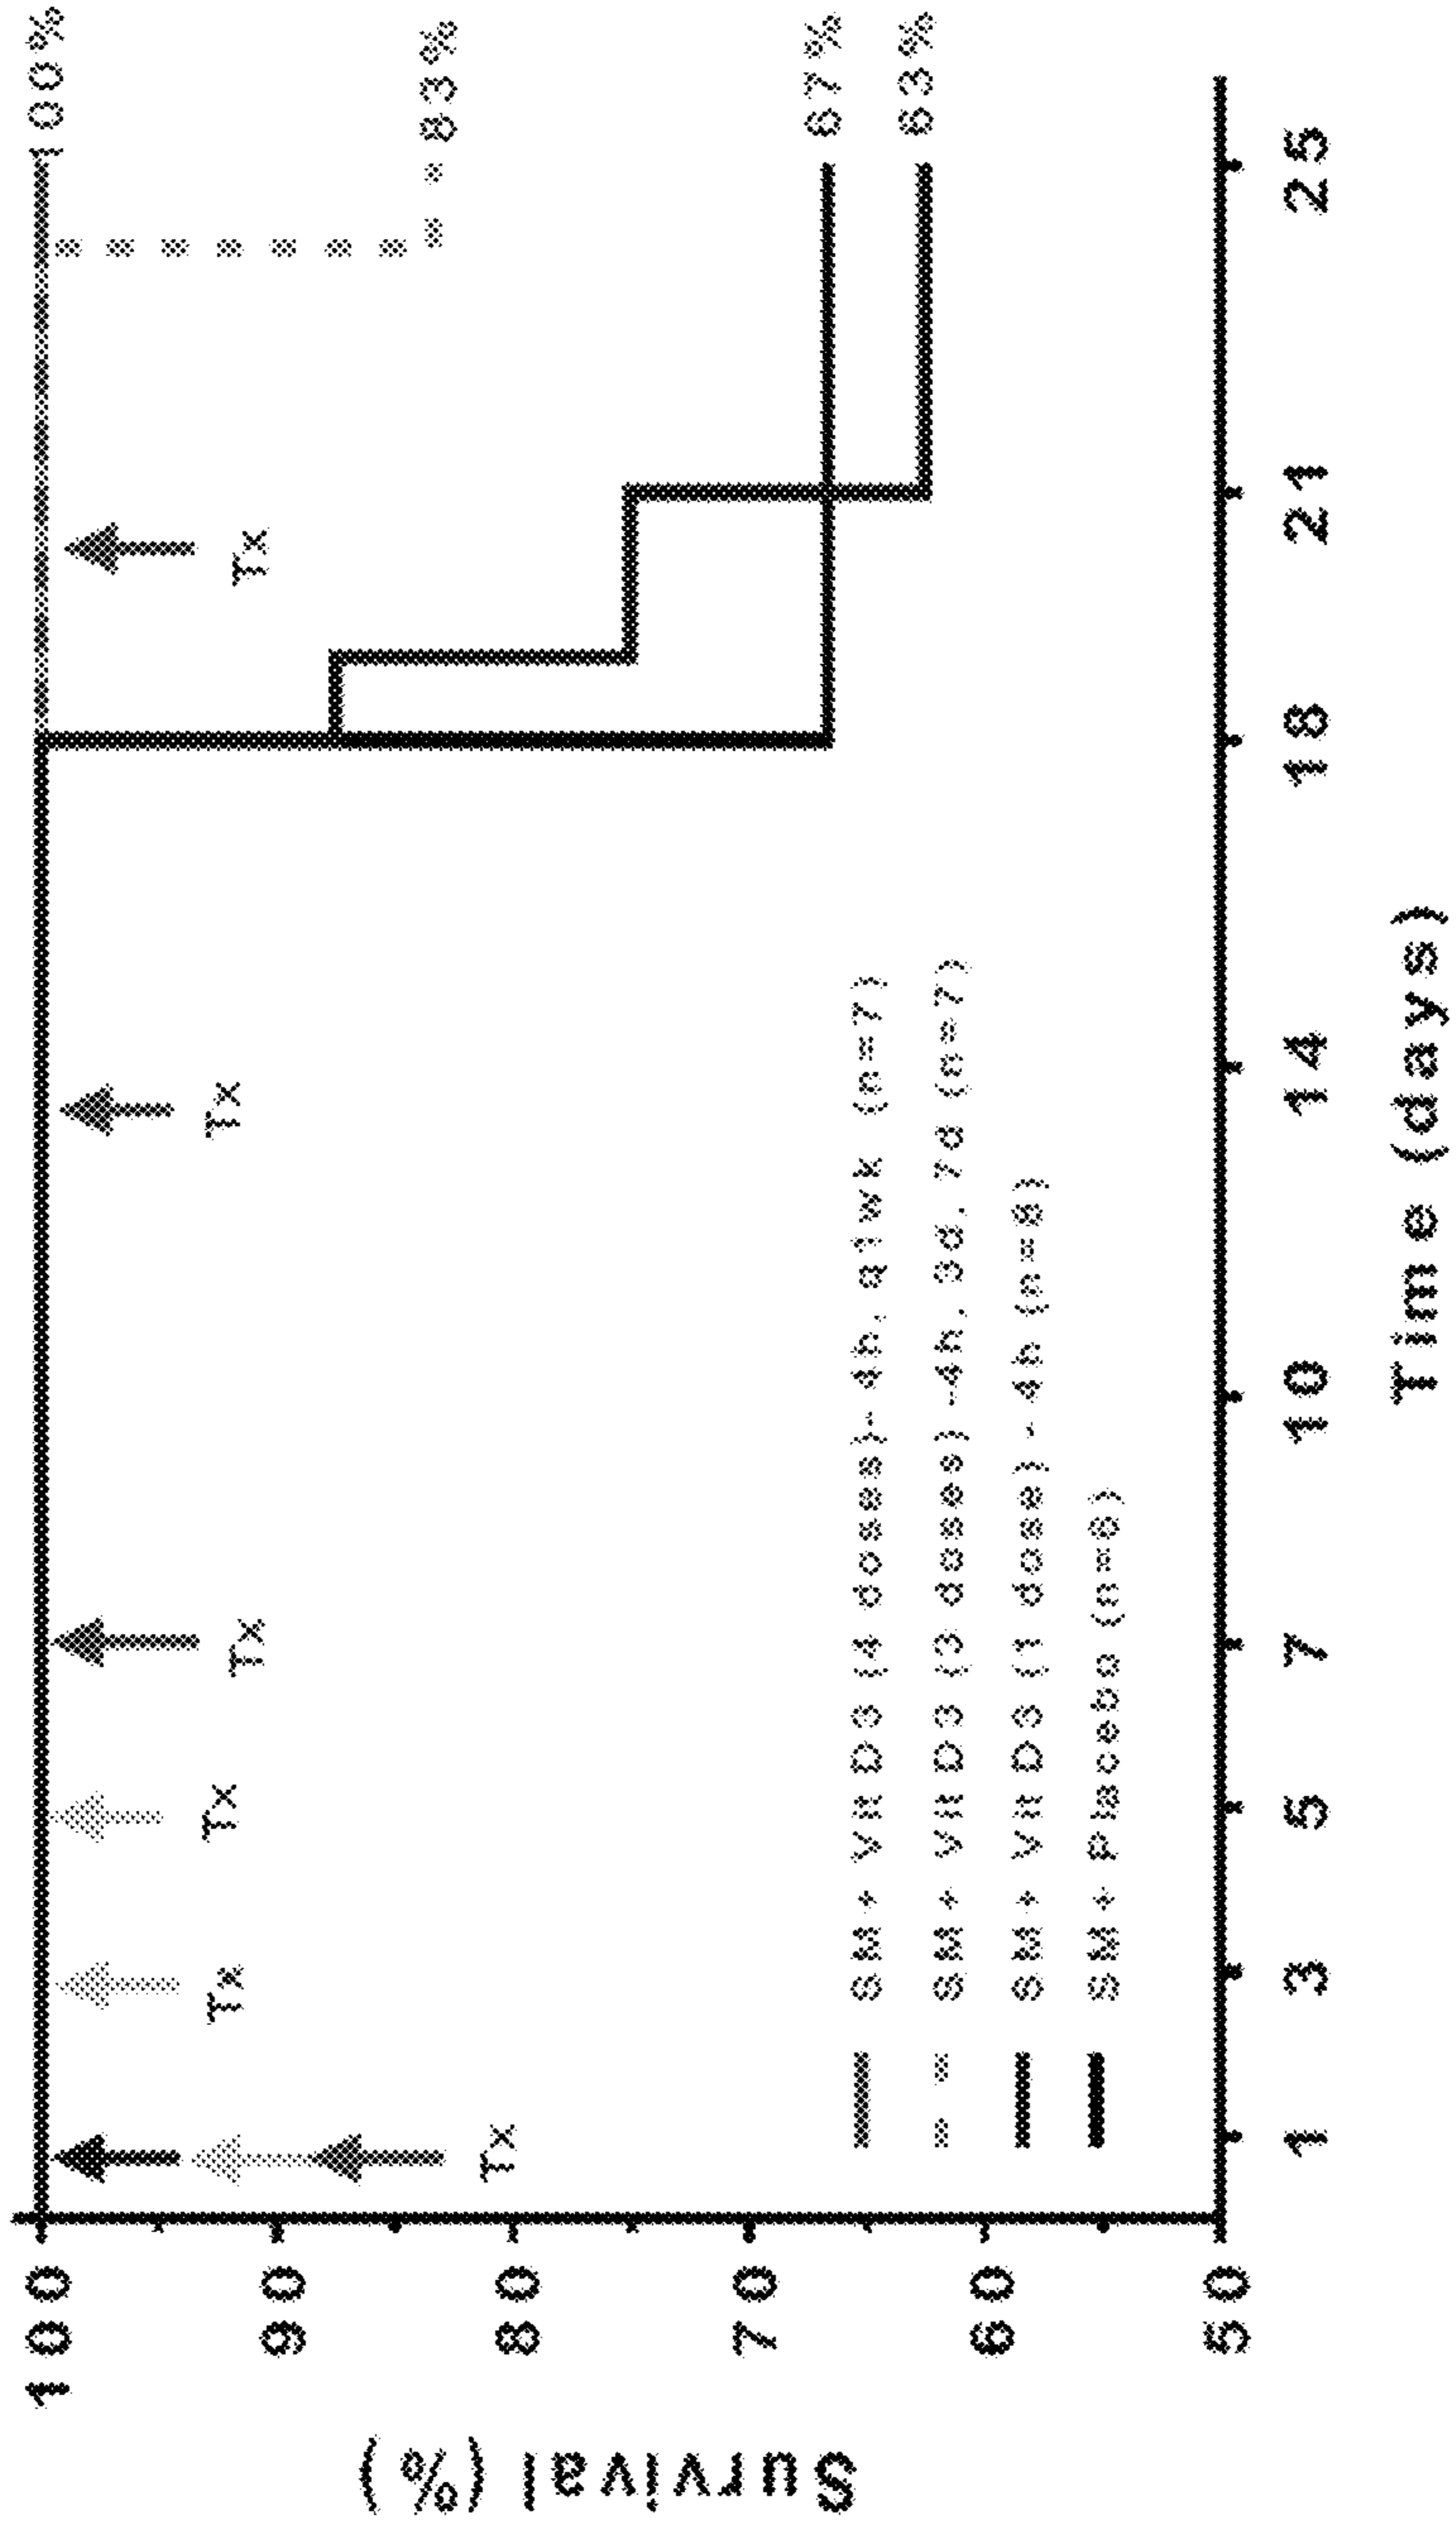 100%
83%
67%
63%
Tx
Tx
Tx
Tx
Tx
Tx
SM+ Vit D3 (4 doses)- 4h, q1wk (n=7)
SM+ Vit D3 (3 doses) -4h, 3d, 7d (n=7)
SM+ Vit D3 (1 dose) - 4h (n=8)
SM+ Placebo (n=6)
Survival (%)
100
90
80
70
60
50
1
3
5
7
10
14
18
21
25
Time (days)